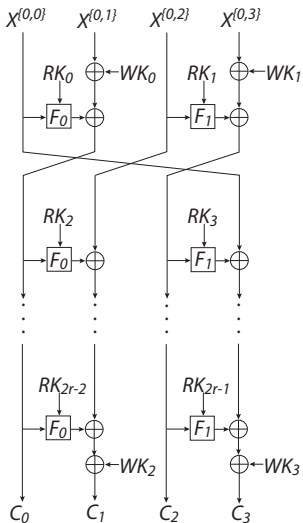 X^{0,0} X^{0,1} X^{0,2} X^{0,3}
RK_0 WK_0 RK_1 WK_1
F_0 F_1
RK_2 RK_3
F_0 F_1
RK_{2r-2} RK_{2r-1}
F_0 F_1
WK_2 WK_3
C_0 C_1 C_2 C_3